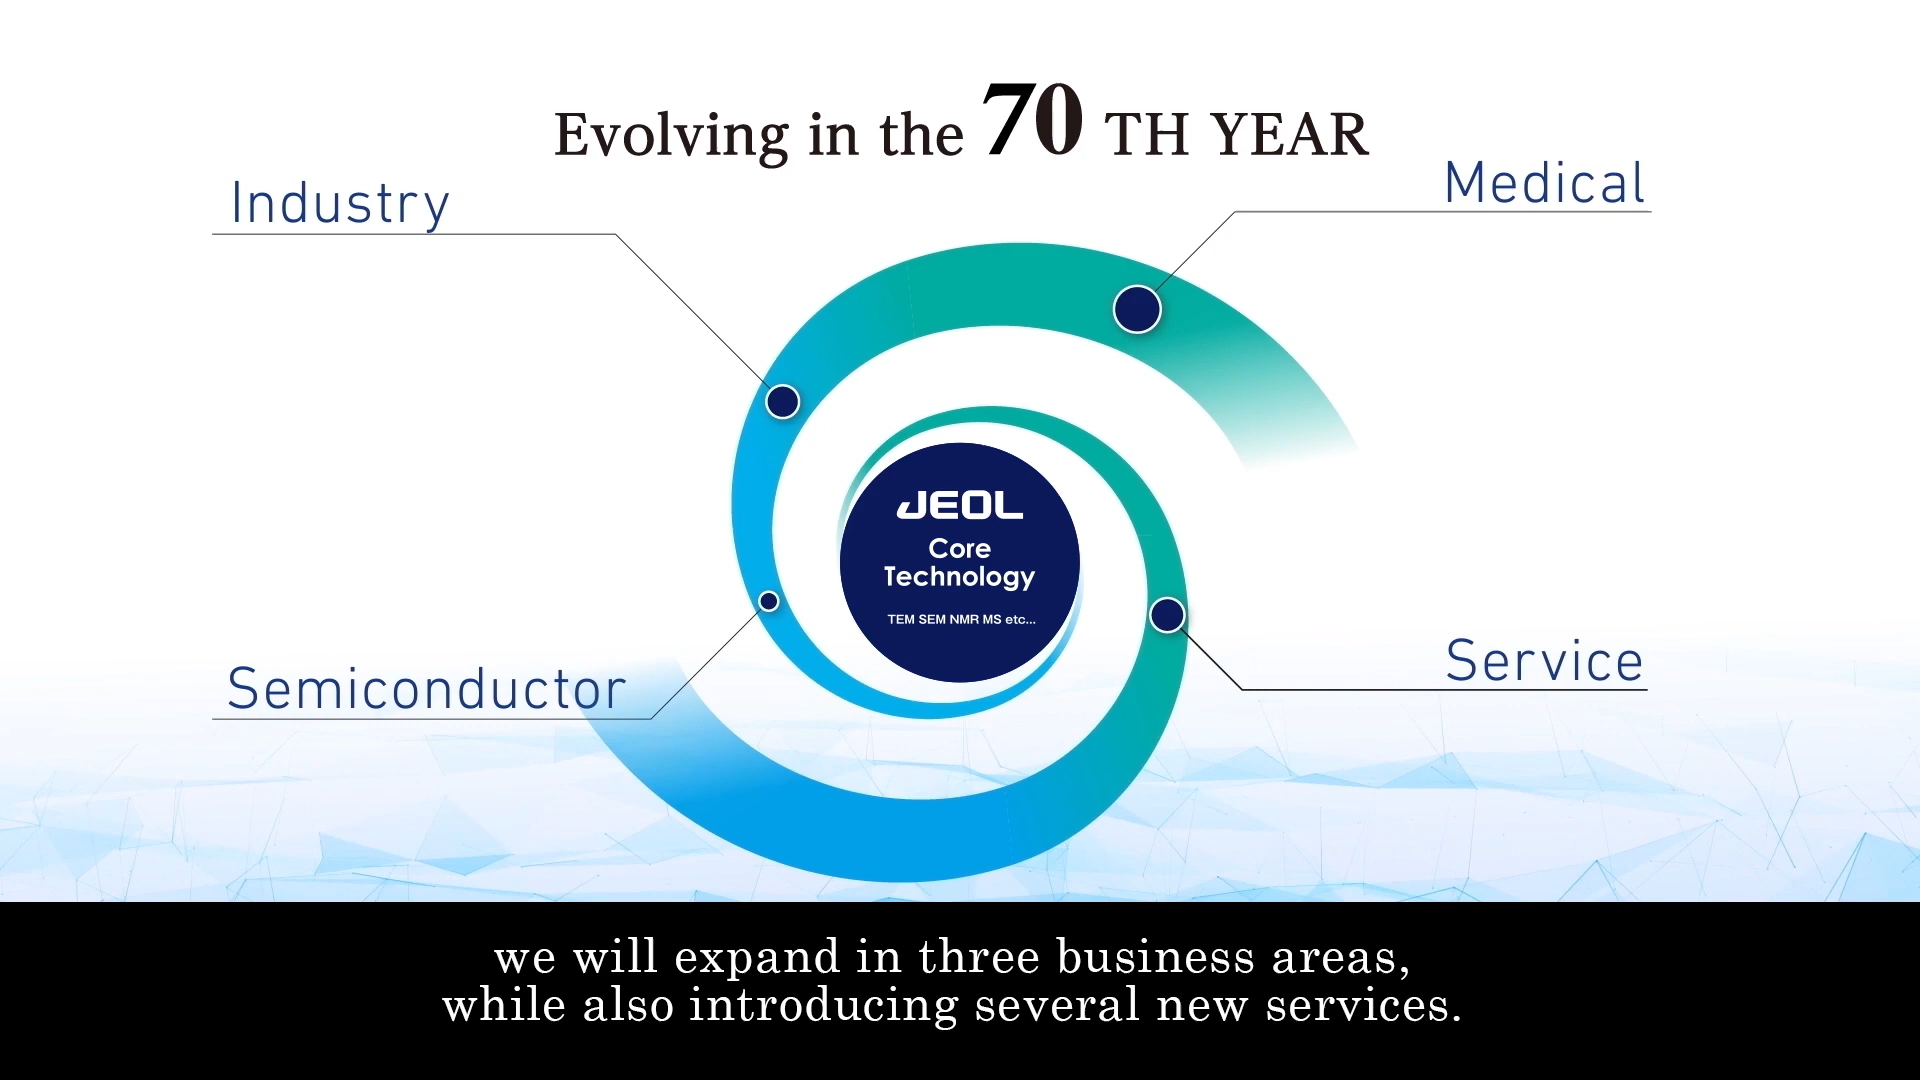 Evolving in the 70 TH YEAR
Industry
Medical
JEOL
Core
Technology
TEM SEM NMR MS etc...
Semiconductor
Service
we will expand in three business areas,
while also introducing several new services.